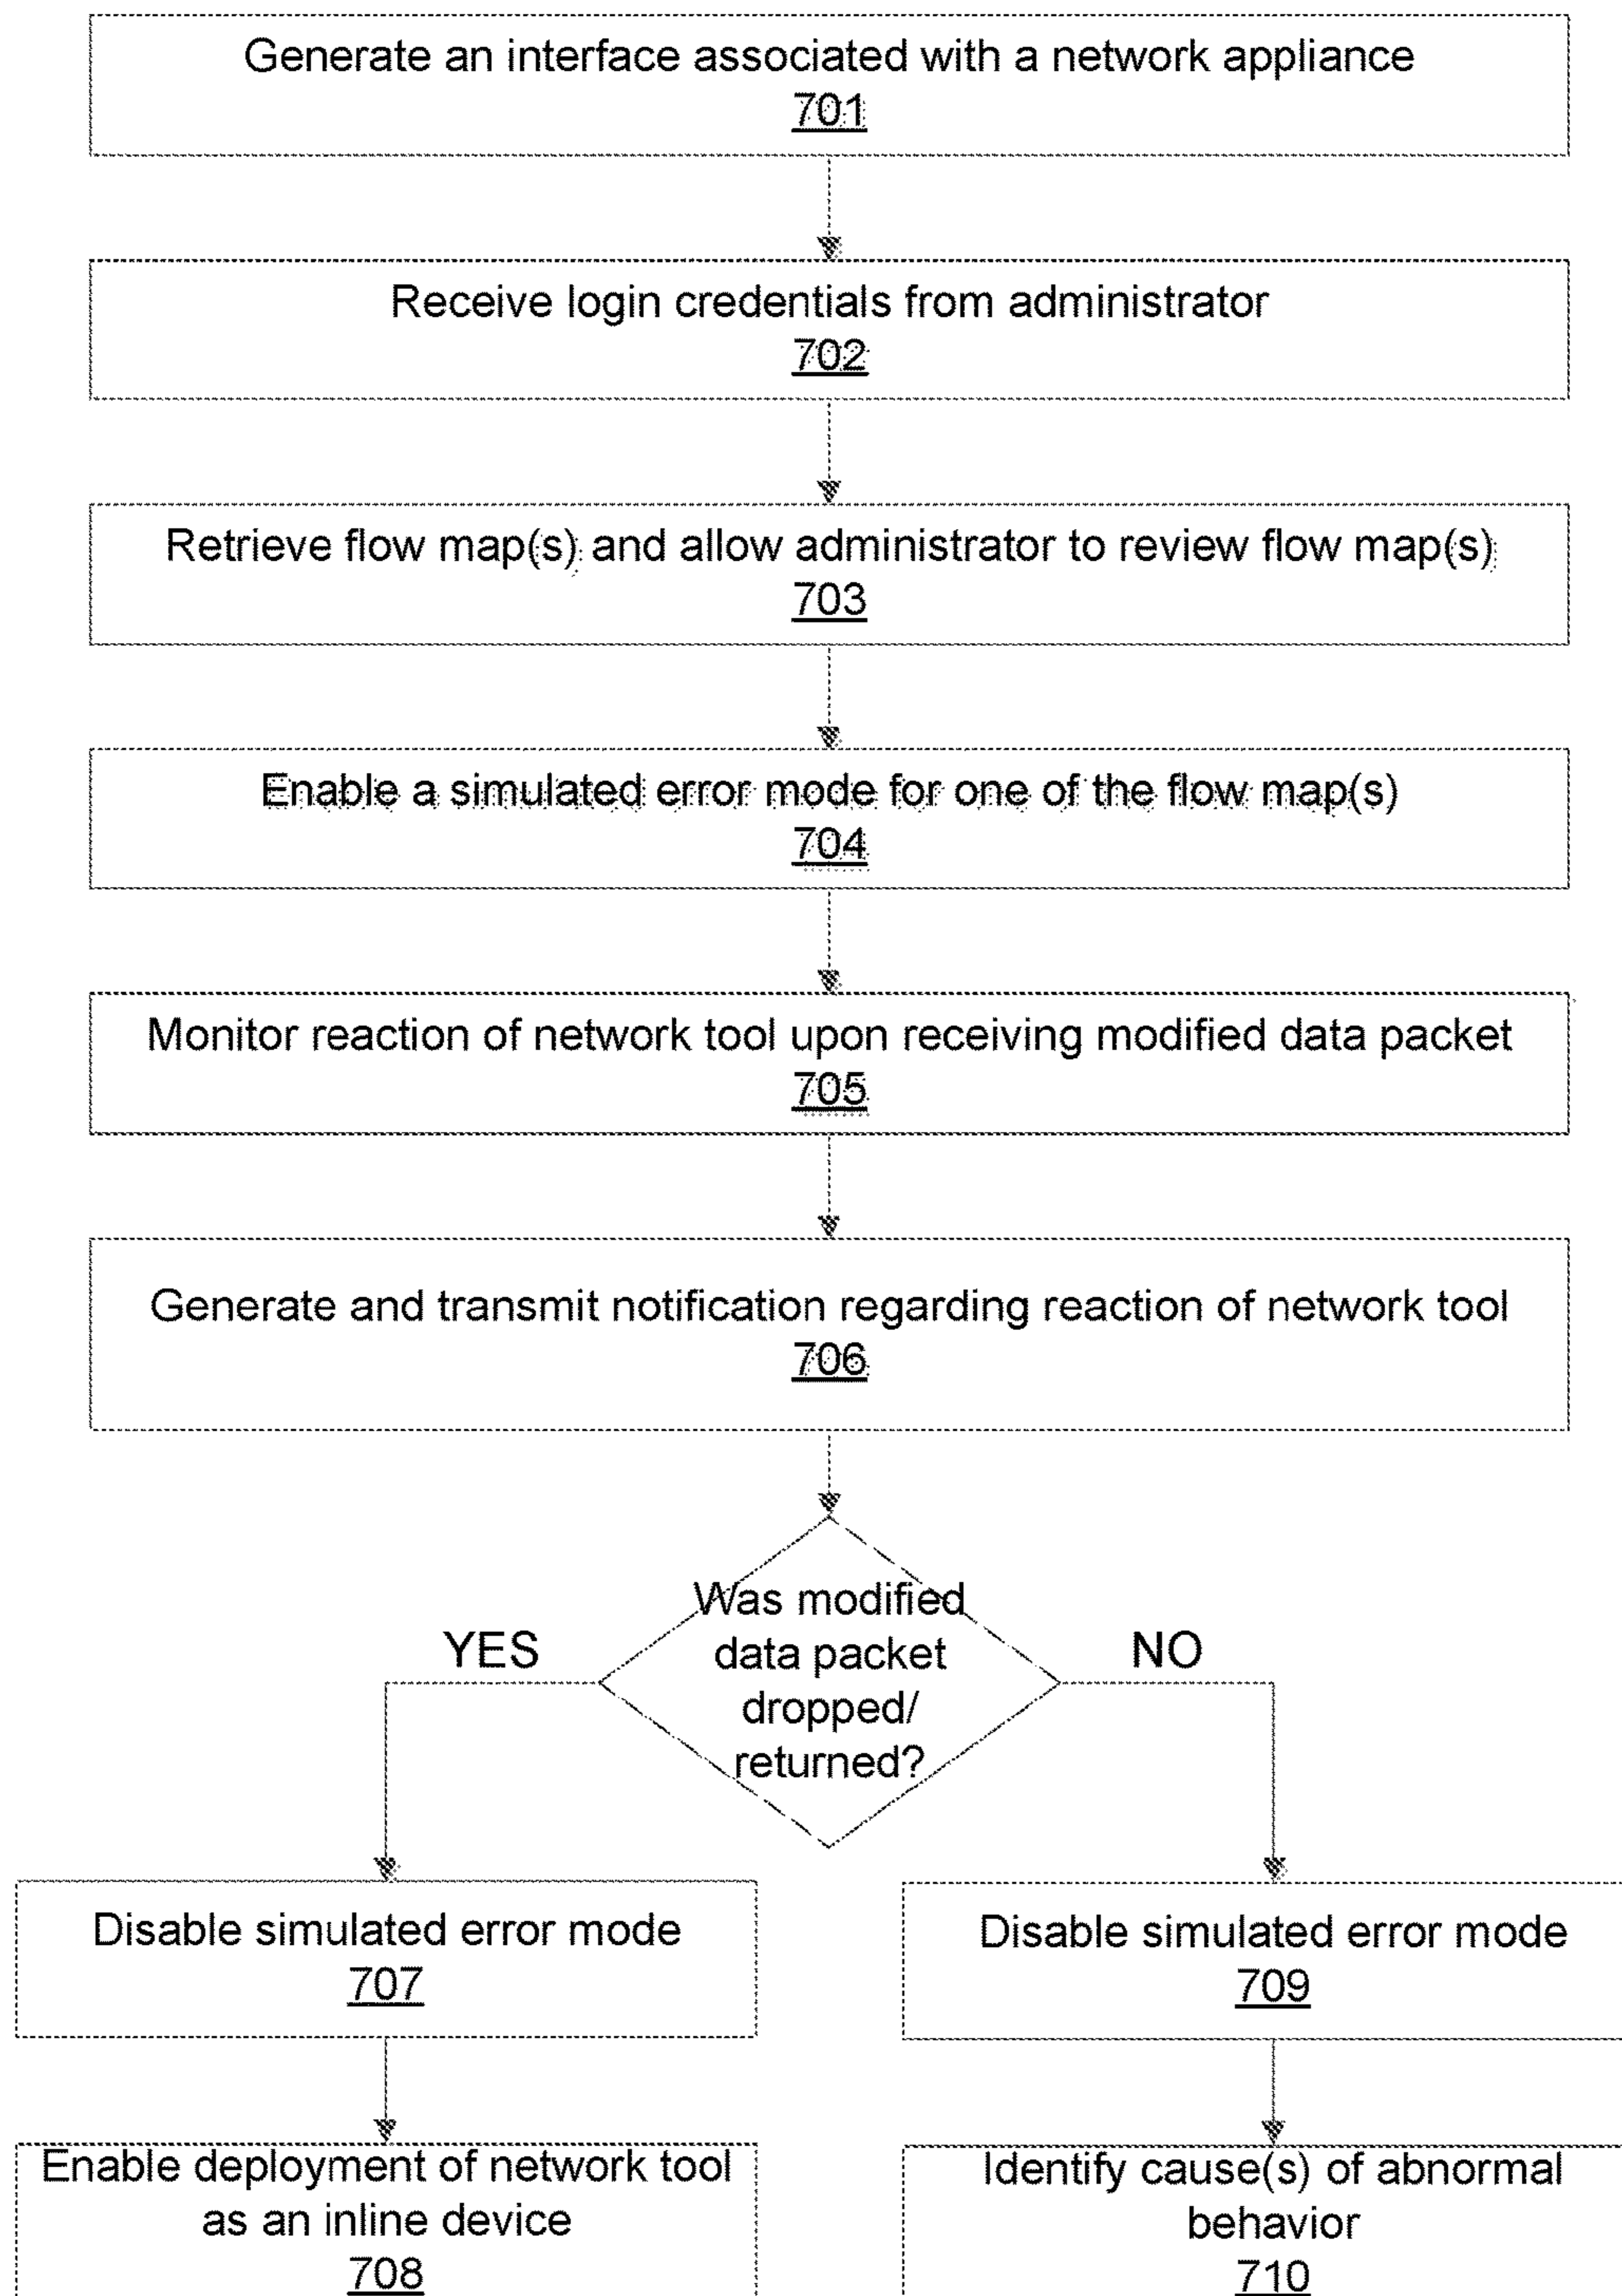 Generate an interface associated with a network appliance
701
Receive login credentials from administrator
702
Retrieve flow map(s) and allow administrator to review flow map(s)
703
Enable a simulated error mode for one of the flow map(s)
704
Monitor reaction of network tool upon receiving modified data packet
705
Generate and transmit notification regarding reaction of network tool
706
Was modified
data packet
dropped/
returned?
YES
NO
Disable simulated error mode
707
Disable simulated error mode
709
Enable deployment of network tool
as an inline device
708
Identify cause(s) of abnormal
behavior
710